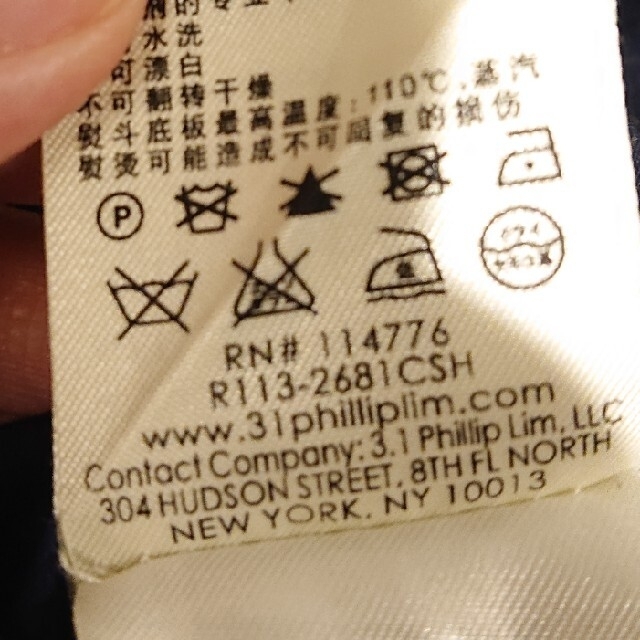 的专业
水洗
可漂白
不可翻转干燥
熨斗底板最高温度:110℃,蒸汽
熨烫可能造成不可回复的损伤
P
RN# 114776
R113-2681CSH
www.31philliplim.com
Contact Company:3.1 Phillip Lim, LLC
304 HUDSON STREET, 8TH FL NORTH
NEW YORK, NY 10013